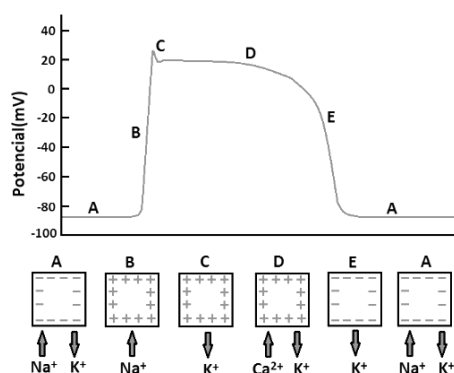 Potencial(mV)
40
20
0
-20
-40
-60
-80
-100
A
B
C
D
E
A
A B C D E A
Na⁺ K⁺ Na⁺ K⁺ Ca²⁺ K⁺ K⁺ Na⁺ K⁺